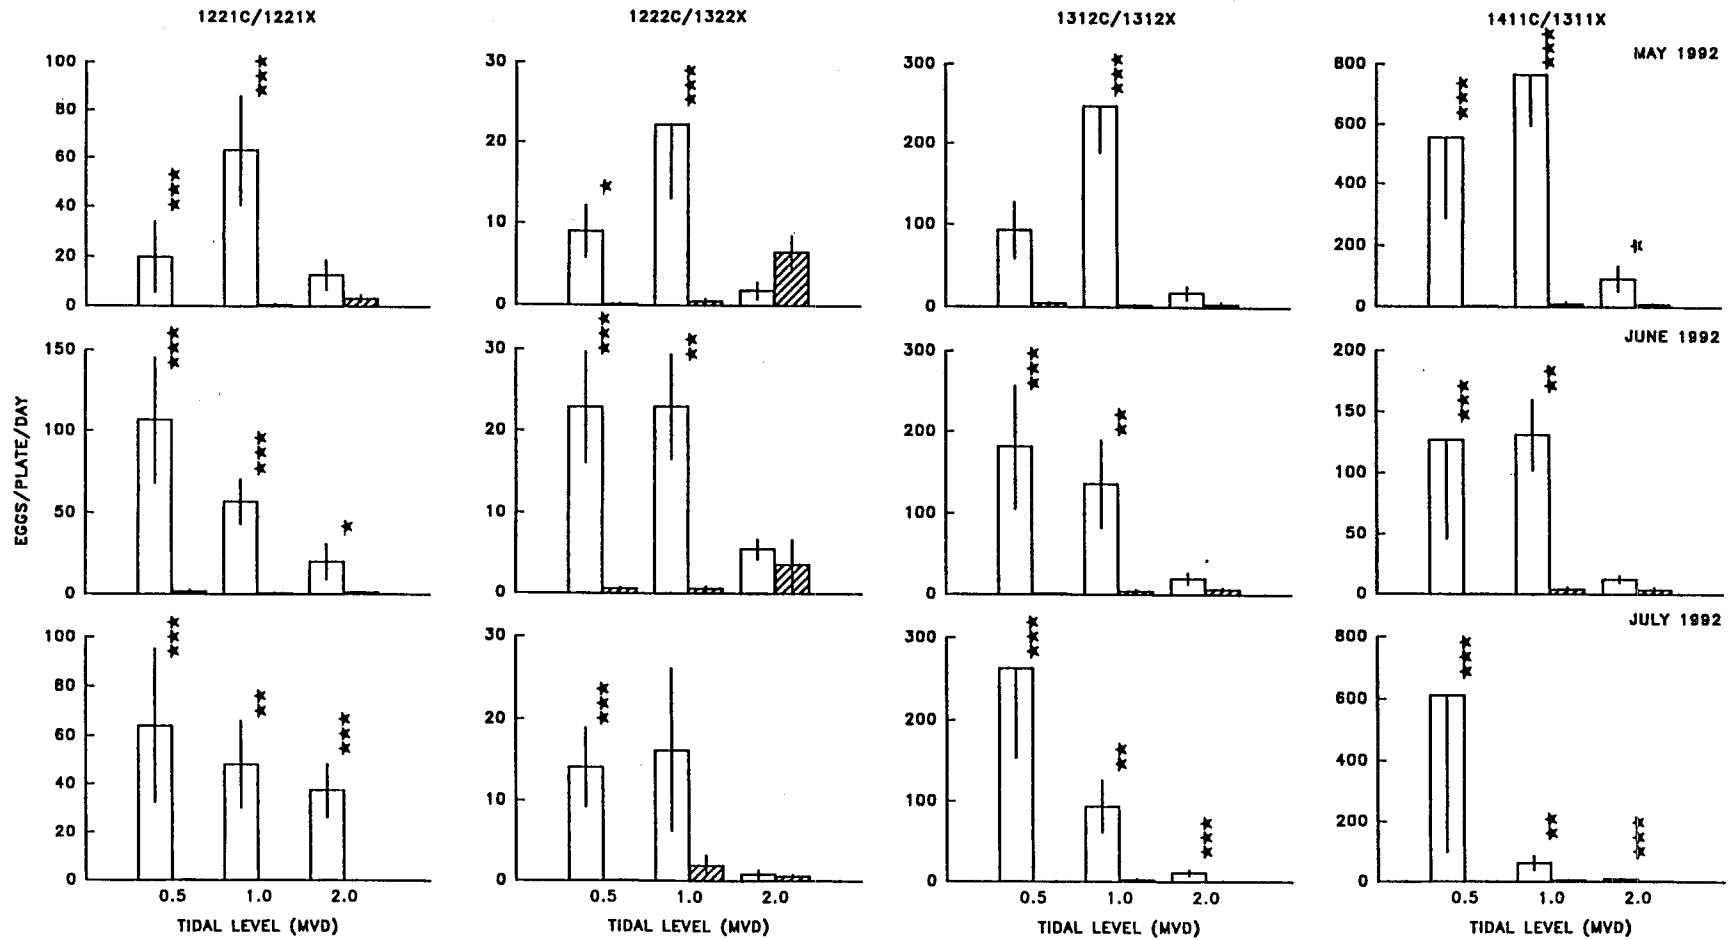 1221C/1221X 1222C/1322X 1312C/1312X 1411C/1311X
MAY 1992
100 80 60 40 20 0
30 20 10 0
300 200 100 0
800 600 400 200 0
JUNE 1992
150 100 50 0
30 20 10 0
300 200 100 0
200 150 100 50 0
EGGS/PLATE/DAY
JULY 1992
100 80 60 40 20 0
30 20 10 0
300 200 100 0
800 600 400 200 0
0.5 1.0 2.0 0.5 1.0 2.0 0.5 1.0 2.0 0.5 1.0 2.0
TIDAL LEVEL (MVD) TIDAL LEVEL (MVD) TIDAL LEVEL (MVD) TIDAL LEVEL (MVD)